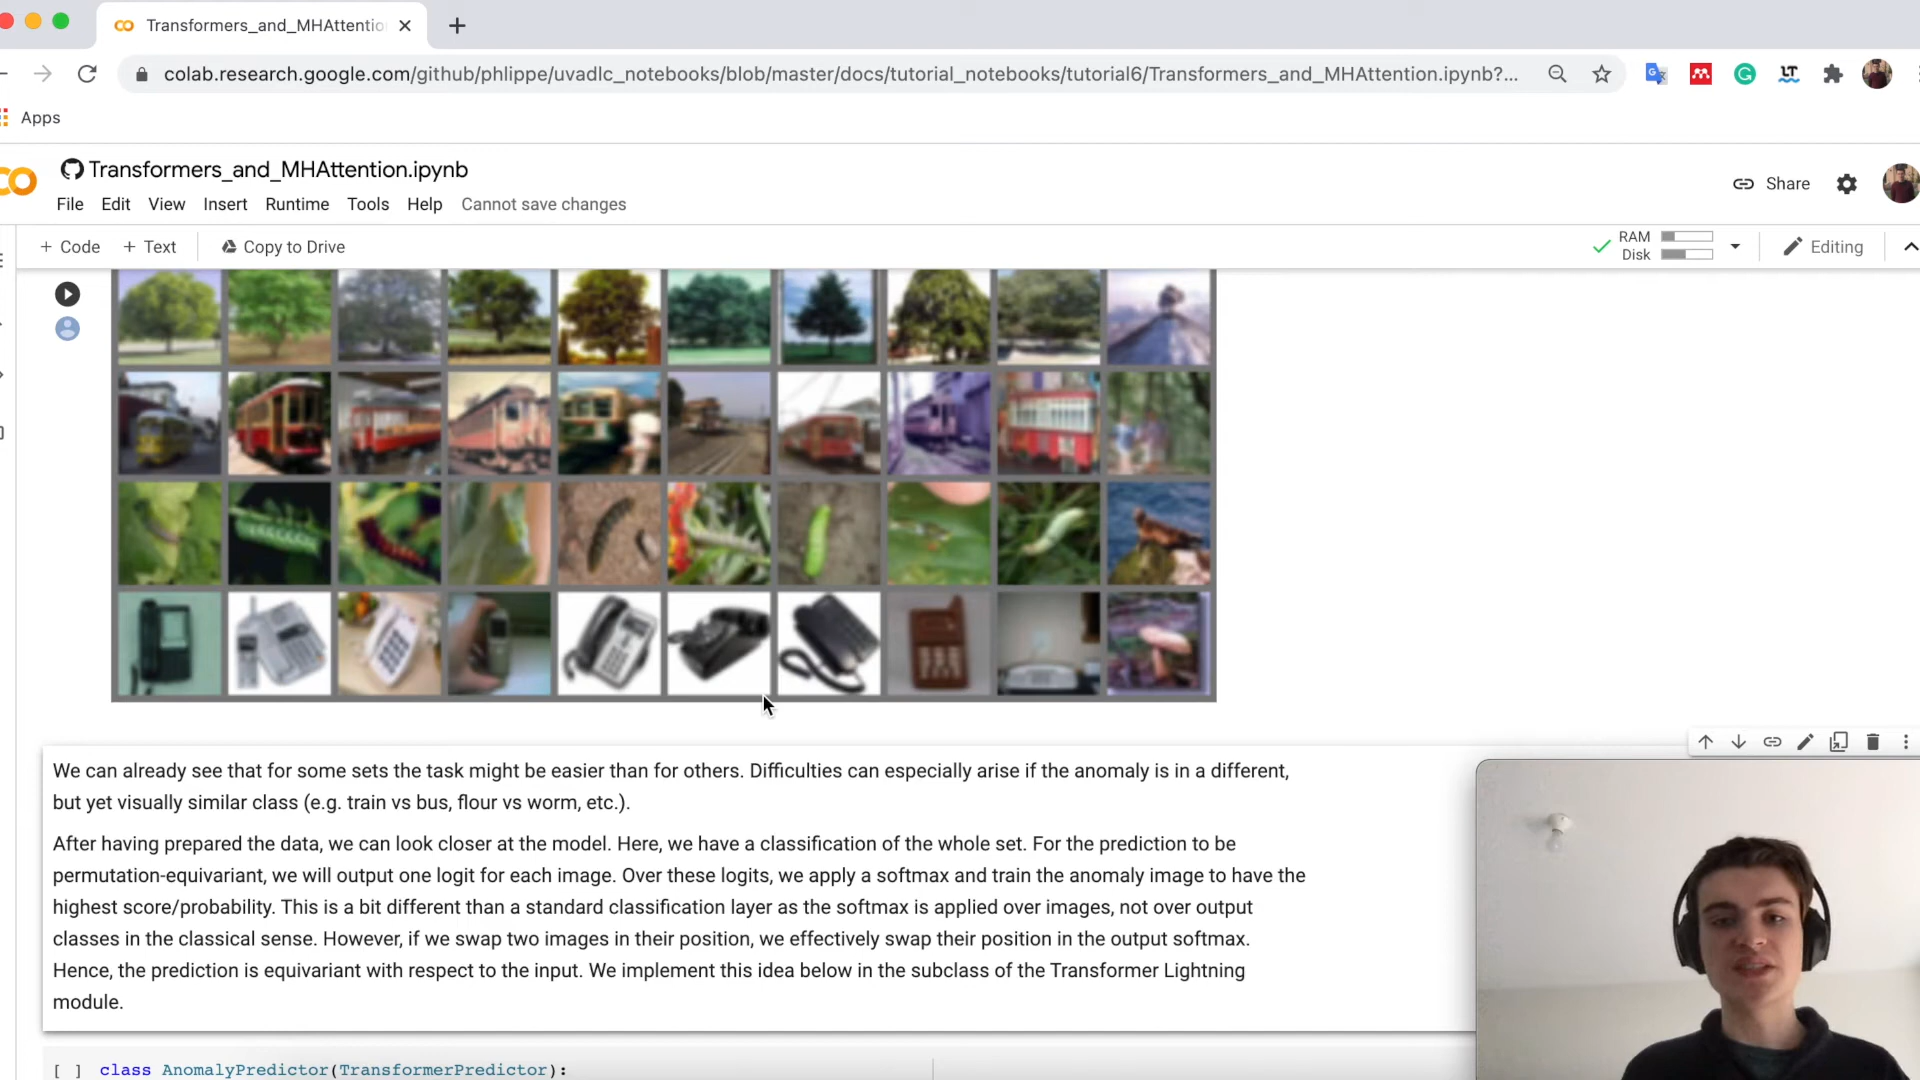 Transformers_and_MHAttentio
colab.research.google.com/github/phlippe/uvadlc_notebooks/blob/master/docs/tutorial_notebooks/tutorial6/Transformers_and_MHAttention.ipynb?...
Apps
Transformers_and_MHAttention.ipynb
Share
File Edit View Insert Runtime Tools Help Cannot save changes
+ Code + Text Copy to Drive
RAM
Disk
Editing
We can already see that for some sets the task might be easier than for others. Difficulties can especially arise if the anomaly is in a different,
but yet visually similar class (e.g. train vs bus, flour vs worm, etc.).
After having prepared the data, we can look closer at the model. Here, we have a classification of the whole set. For the prediction to be
permutation-equivariant, we will output one logit for each image. Over these logits, we apply a softmax and train the anomaly image to have the
highest score/probability. This is a bit different than a standard classification layer as the softmax is applied over images, not over output
classes in the classical sense. However, if we swap two images in their position, we effectively swap their position in the output softmax.
Hence, the prediction is equivariant with respect to the input. We implement this idea below in the subclass of the Transformer Lightning
module.
[ ] class AnomalyPredictor(TransformerPredictor):